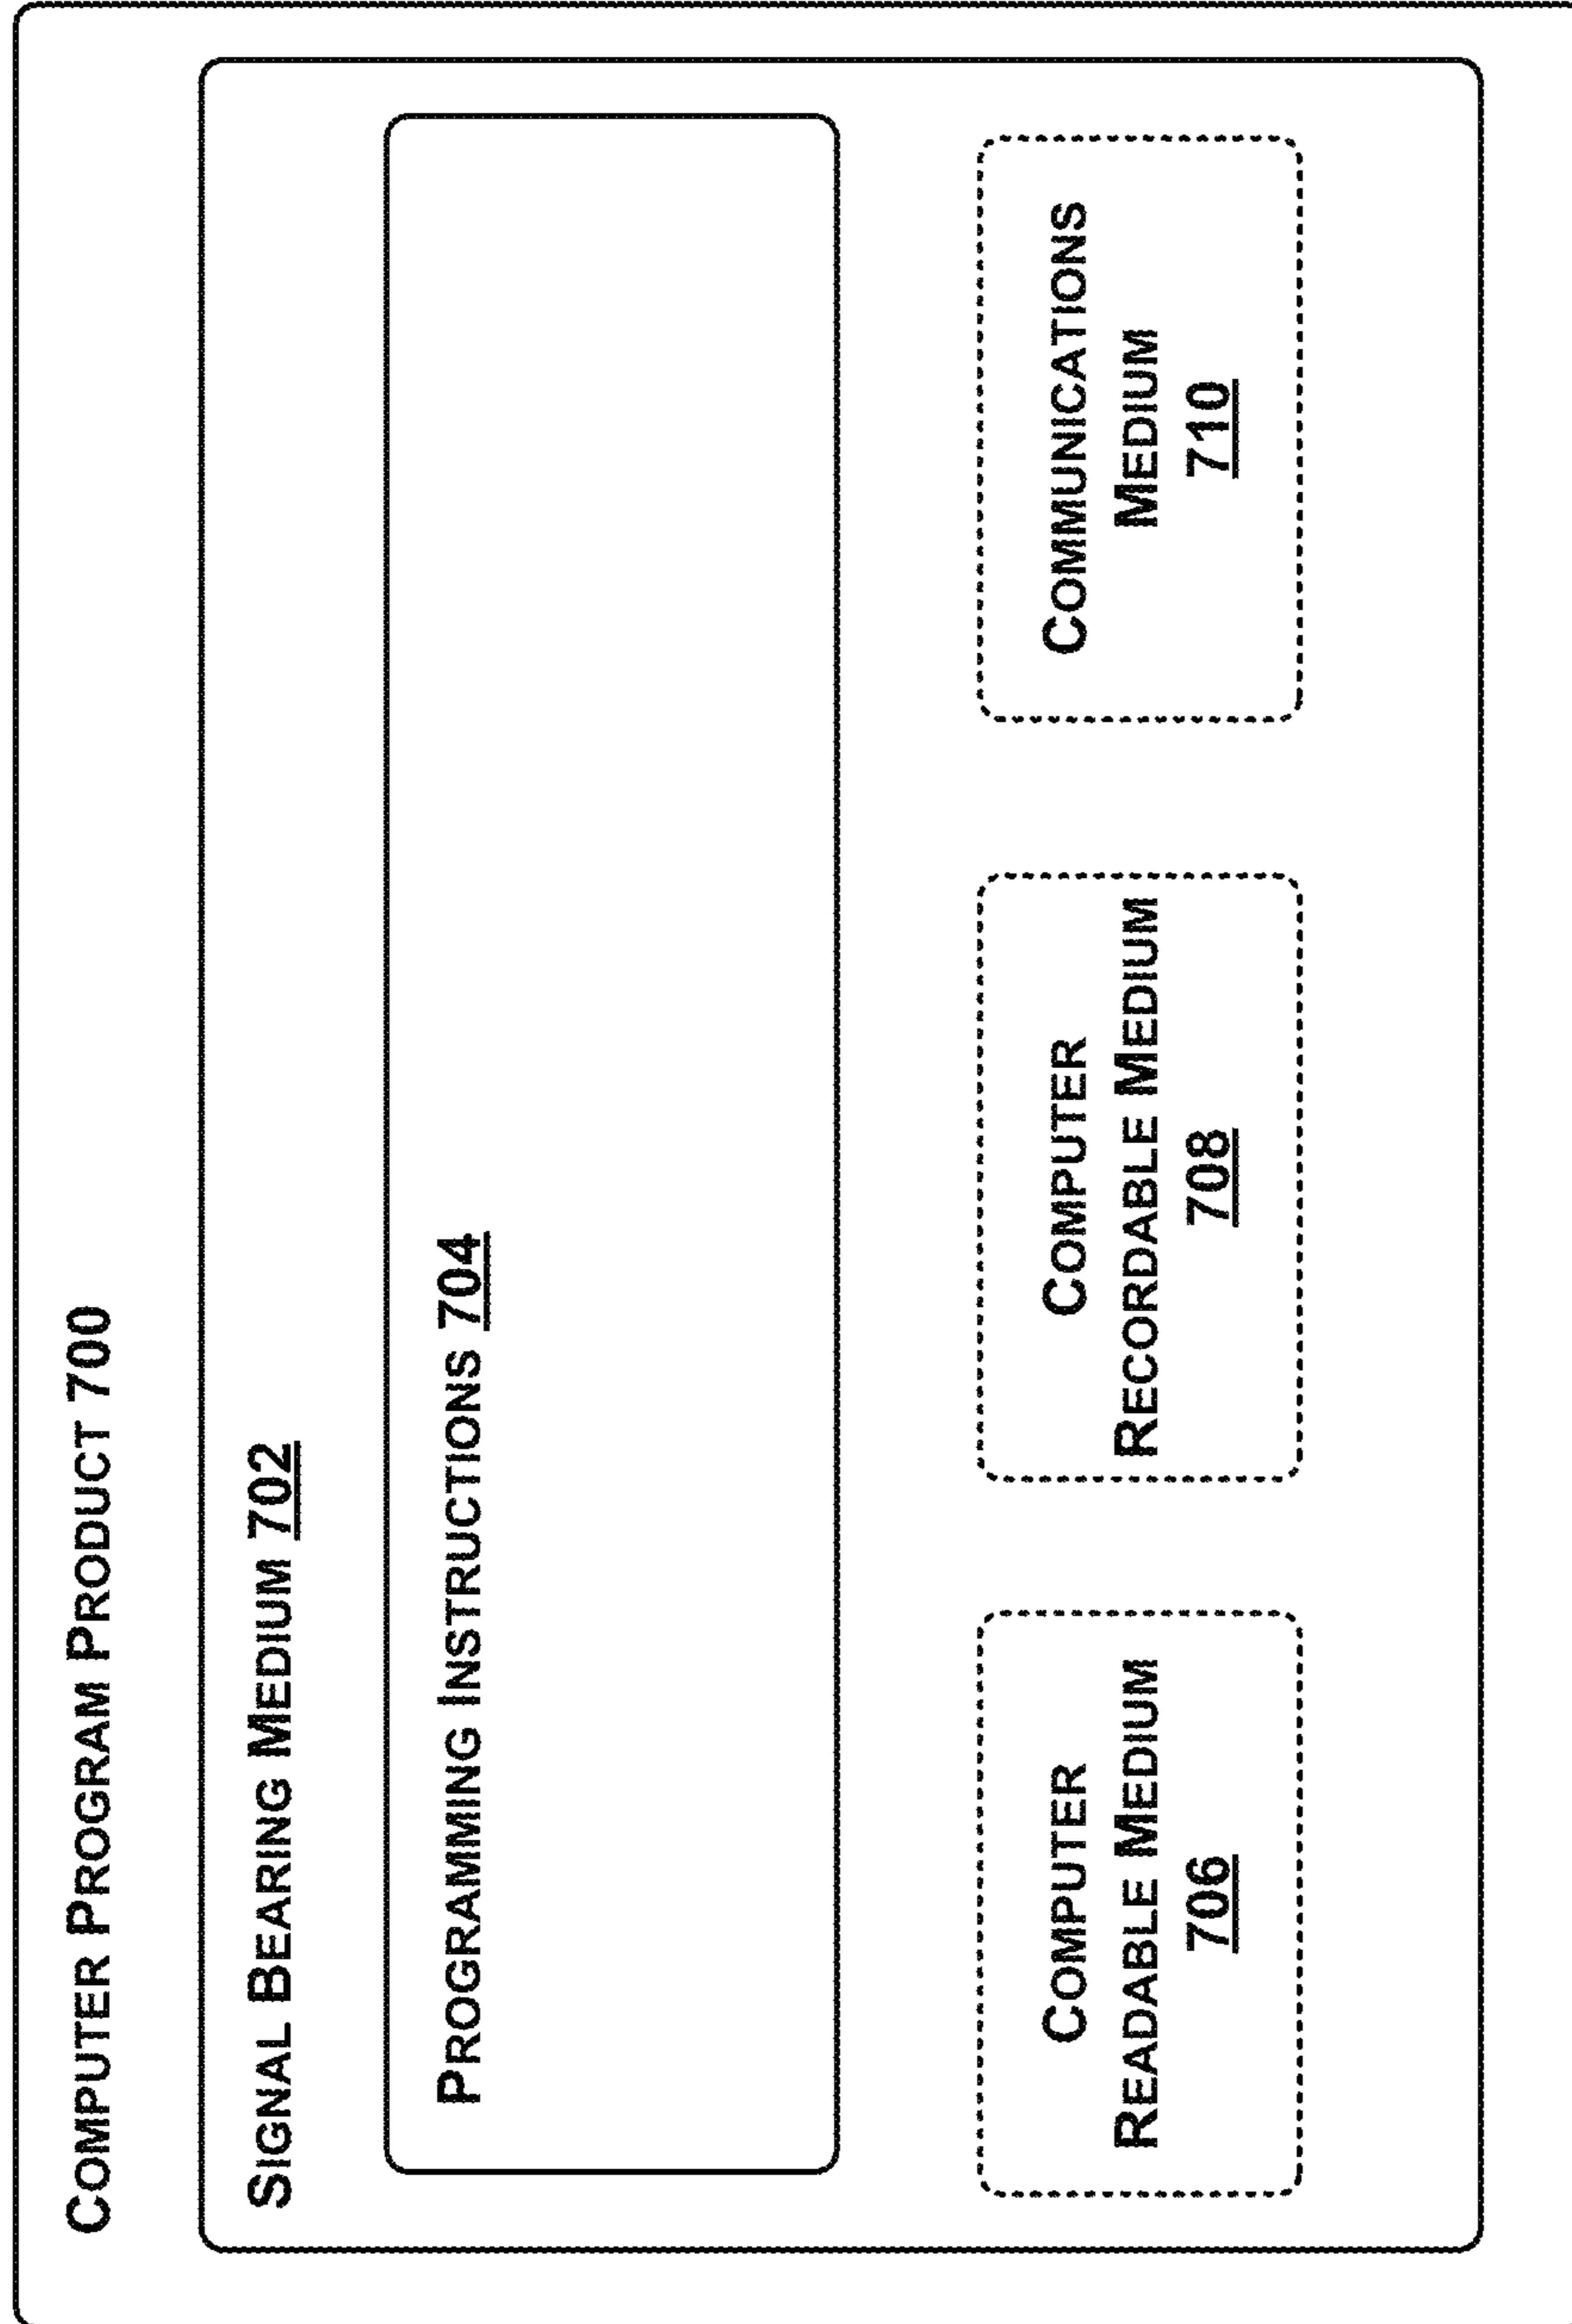 COMPUTER PROGRAM PRODUCT 700
SIGNAL BEARING MEDIUM 702
PROGRAMMING INSTRUCTIONS 704
COMPUTER
READABLE MEDIUM
706
COMPUTER
RECORDABLE MEDIUM
708
COMMUNICATIONS
MEDIUM
710